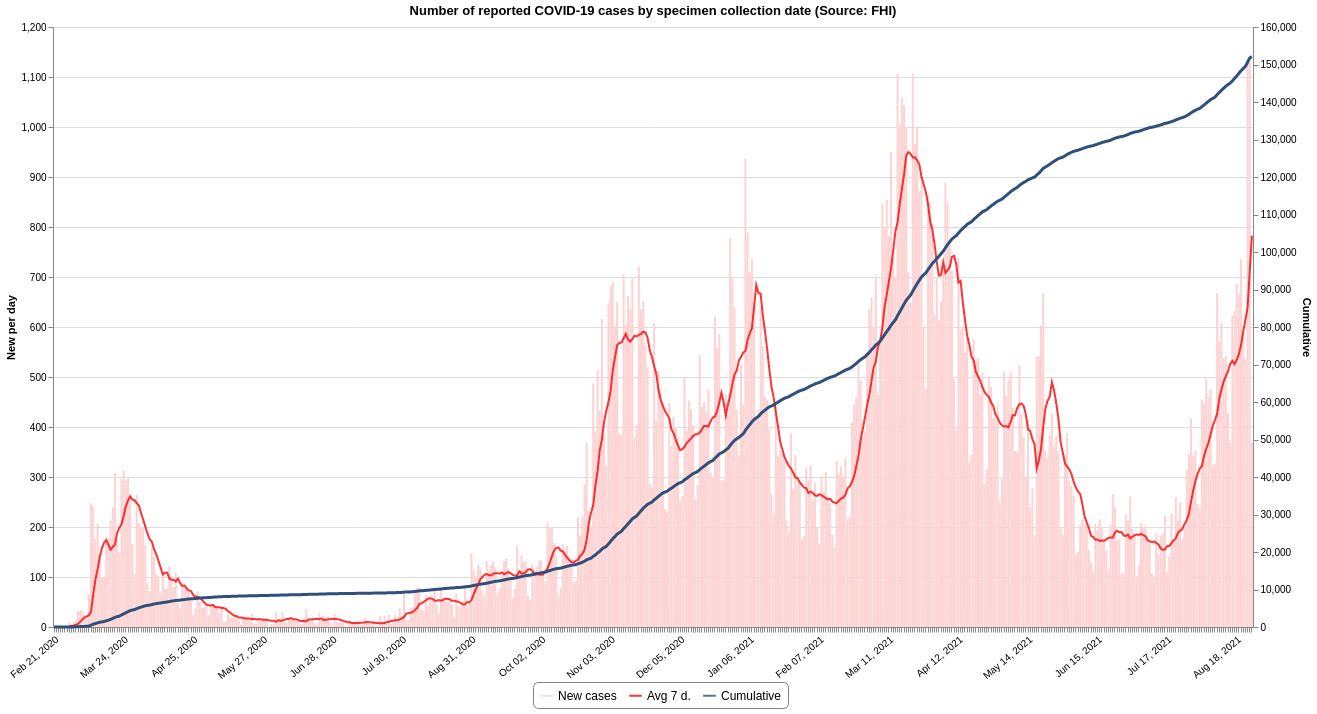 Number of reported COVID-19 cases by specimen collection date (Source: FHI)
1,200
1,100
1,000
900
800
700
600
500
400
300
200
100
0
New per day
160,000
150,000
140,000
130,000
120,000
110,000
100,000
90,000
80,000
70,000
60,000
50,000
40,000
30,000
20,000
10,000
0
Cumulative
Feb 21, 2020
Mar 24, 2020
Apr 25, 2020
May 27, 2020
Jun 28, 2020
Jul 30, 2020
Aug 31, 2020
Oct 02, 2020
Nov 03, 2020
Dec 05, 2020
Jan 06, 2021
Feb 07, 2021
Mar 11, 2021
Apr 12, 2021
May 14, 2021
Jun 15, 2021
Jul 17, 2021
Aug 18, 2021
New cases Avg 7 d. Cumulative